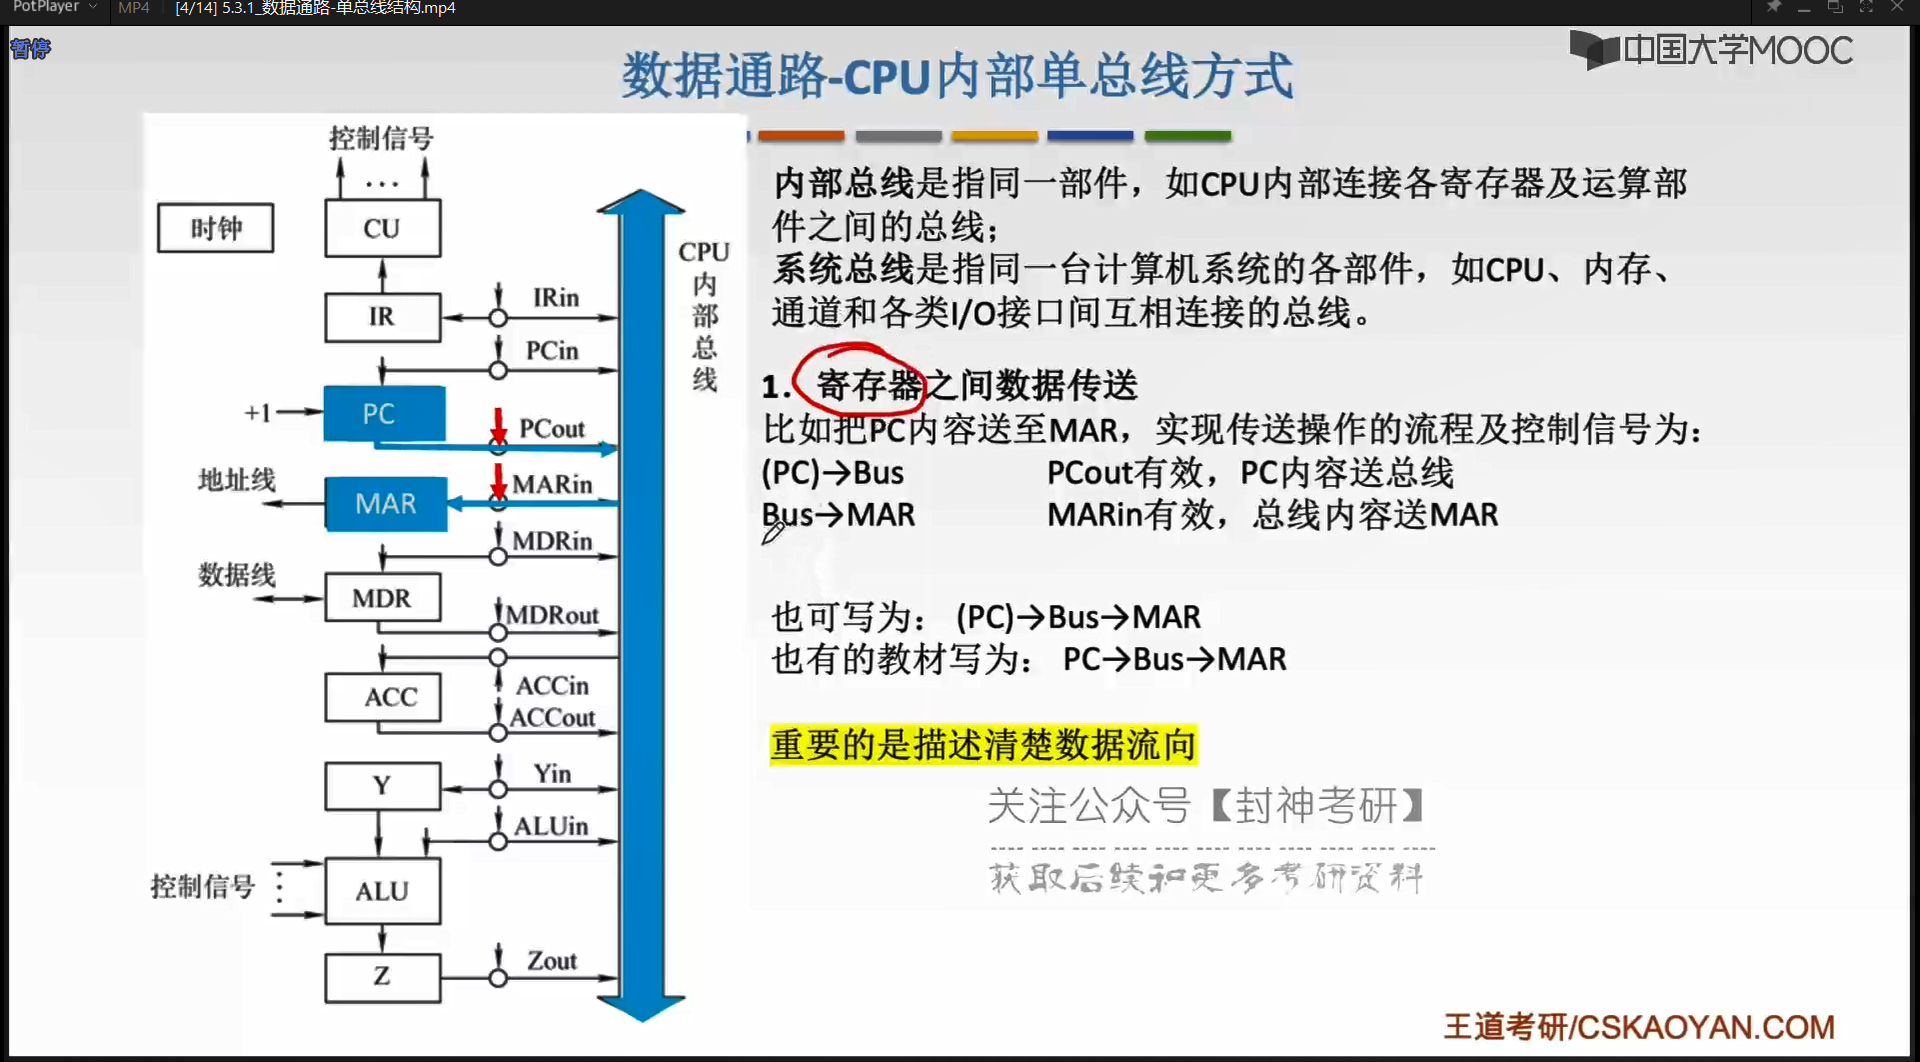 PotPlayer
MP4
[4/14] 5.3.1_数据通路-单总线结构.mp4
暂停
中国大学MOOC
数据通路-CPU内部单总线方式
控制信号
...
时钟
CU
IR
IRin
PCin
CPU内部总线
+1
PC
PCout
地址线
MAR
MARin
MDRin
数据线
MDR
MDRout
ACC
ACCin
ACCout
Y
Yin
ALUin
控制信号
ALU
Z
Zout
内部总线是指同一部件，如CPU内部连接各寄存器及运算部
件之间的总线；
系统总线是指同一台计算机系统的各部件，如CPU、内存、
通道和各类I/O接口间互相连接的总线。
1. 寄存器之间数据传送
比如把PC内容送至MAR，实现传送操作的流程及控制信号为：
(PC)→Bus PCout有效，PC内容送总线
Bus→MAR MARin有效，总线内容送MAR
也可写为： (PC)→Bus→MAR
也有的教材写为： PC→Bus→MAR
重要的是描述清楚数据流向
关注公众号【封神考研】
获取后续和更多考研资料
王道考研/CSKAOYAN.COM